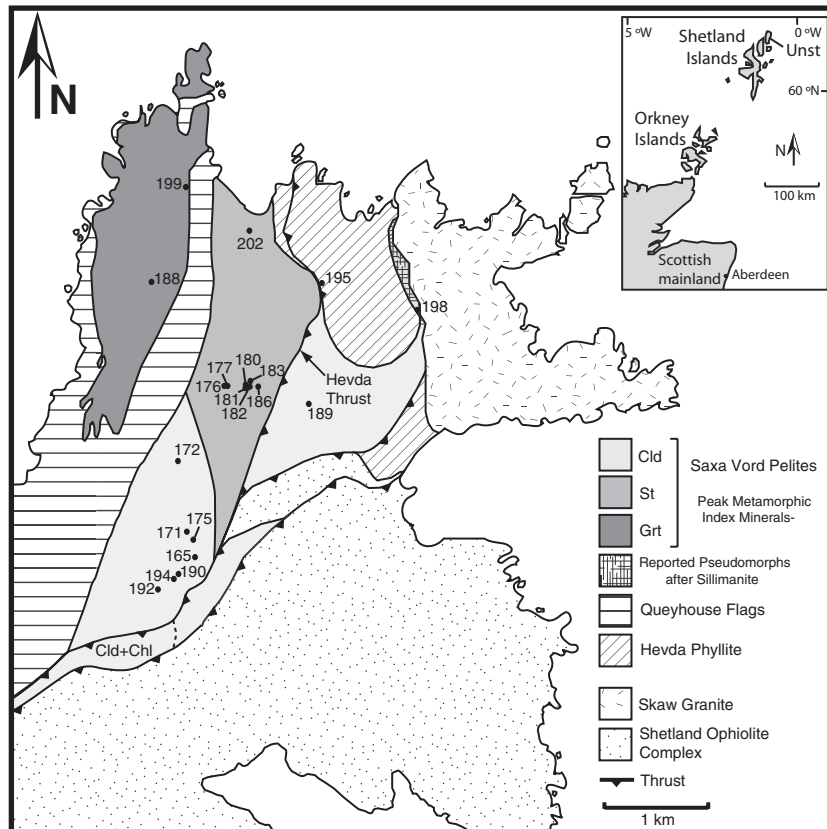 N
5 ºW
0 ºW
Shetland
Islands
Unst
60 ºN
Orkney
Islands
N
100 km
Scottish
mainland
Aberdeen
199
202
188
195
198
177
180
183
176
181
186
182
Hevda
Thrust
189
172
175
171
165
190
194
192
Cld+Chl
Cld
St
Grt
Saxa Vord Pelites
Peak Metamorphic
Index Minerals-
Reported Pseudomorphs
after Sillimanite
Queyhouse Flags
Hevda Phyllite
Skaw Granite
Shetland Ophiolite
Complex
Thrust
1 km